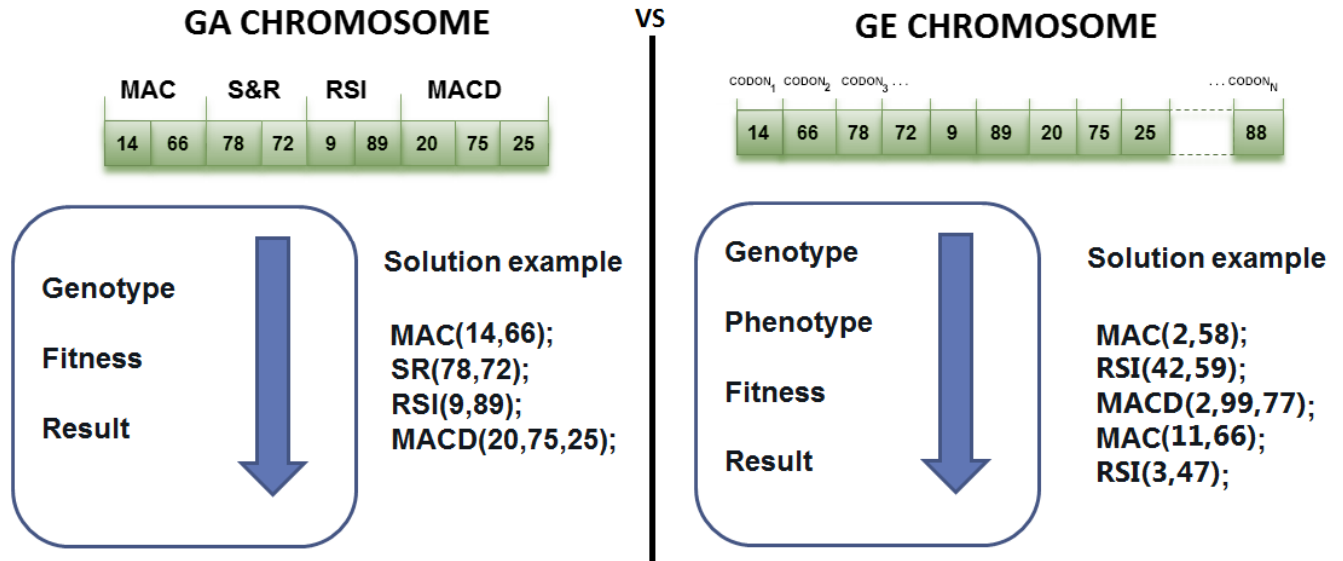 GA CHROMOSOME
MAC S&R RSI MACD
14 66 78 72 9 89 20 75 25
Genotype
Fitness
Result
Solution example
MAC(14,66);
SR(78,72);
RSI(9,89);
MACD(20,75,25);
VS
GE CHROMOSOME
CODON1 CODON2 CODON3 ... ... CODONN
14 66 78 72 9 89 20 75 25 88
Genotype
Phenotype
Fitness
Result
Solution example
MAC(2,58);
RSI(42,59);
MACD(2,99,77);
MAC(11,66);
RSI(3,47);